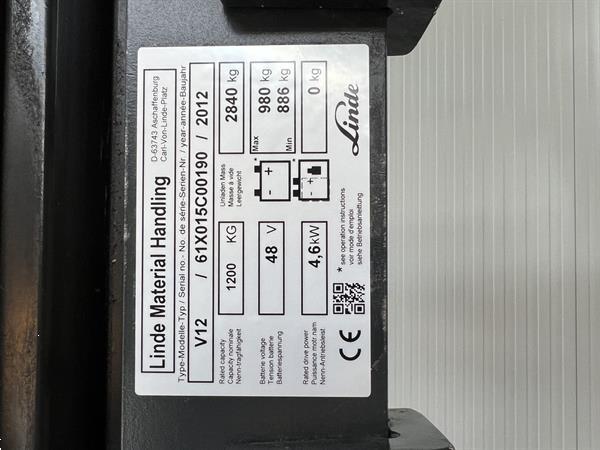 Linde Material Handling
D-63743 Aschaffenburg
Carl-Von-Linde-Platz
Type-Modelle-Typ / Serial no.- No. de série-Serien-Nr. / year-année-Baujahr
V12 / 61X015C00190 / 2012
Rated capacity
Capacity nominale
Nenn-tragfähigkeit
1200 KG
Unladen Mass
Masse à vide
Leergewicht
2840 kg
Batterie voltage
Tension batterie
Batteriespannung
48 V
*
Max
980 kg
886 kg
Min
Rated drive power
Puissance motr.nom
Nenn-Antriebsleist
4,6kW
*
0 kg
* see operation instructions
voir mode d'emploi
siehe Betriebsanleitung
CE
Linde